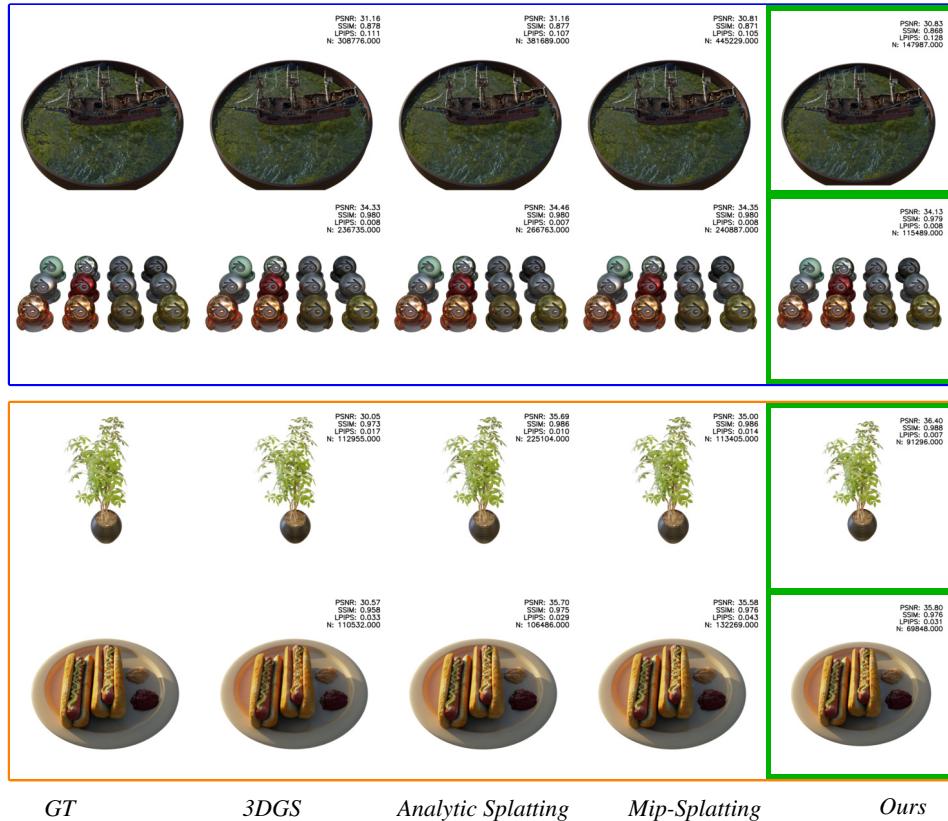 PSNR: 31.16
SSIM: 0.878
LPIPS: 0.111
N: 308776.000
PSNR: 31.16
SSIM: 0.877
LPIPS: 0.107
N: 381689.000
PSNR: 30.81
SSIM: 0.871
LPIPS: 0.105
N: 445229.000
PSNR: 30.83
SSIM: 0.868
LPIPS: 0.128
N: 147987.000
PSNR: 34.33
SSIM: 0.980
LPIPS: 0.008
N: 236735.000
PSNR: 34.46
SSIM: 0.980
LPIPS: 0.007
N: 266763.000
PSNR: 34.35
SSIM: 0.980
LPIPS: 0.008
N: 240887.000
PSNR: 34.13
SSIM: 0.979
LPIPS: 0.008
N: 115489.000
PSNR: 30.05
SSIM: 0.973
LPIPS: 0.017
N: 112955.000
PSNR: 35.69
SSIM: 0.986
LPIPS: 0.010
N: 225104.000
PSNR: 35.00
SSIM: 0.986
LPIPS: 0.014
N: 113405.000
PSNR: 36.40
SSIM: 0.988
LPIPS: 0.007
N: 91296.000
PSNR: 30.57
SSIM: 0.958
LPIPS: 0.033
N: 110532.000
PSNR: 35.70
SSIM: 0.975
LPIPS: 0.029
N: 106486.000
PSNR: 35.58
SSIM: 0.976
LPIPS: 0.043
N: 132269.000
PSNR: 35.80
SSIM: 0.976
LPIPS: 0.031
N: 69848.000
GT 3DGS Analytic Splatting Mip-Splatting Ours